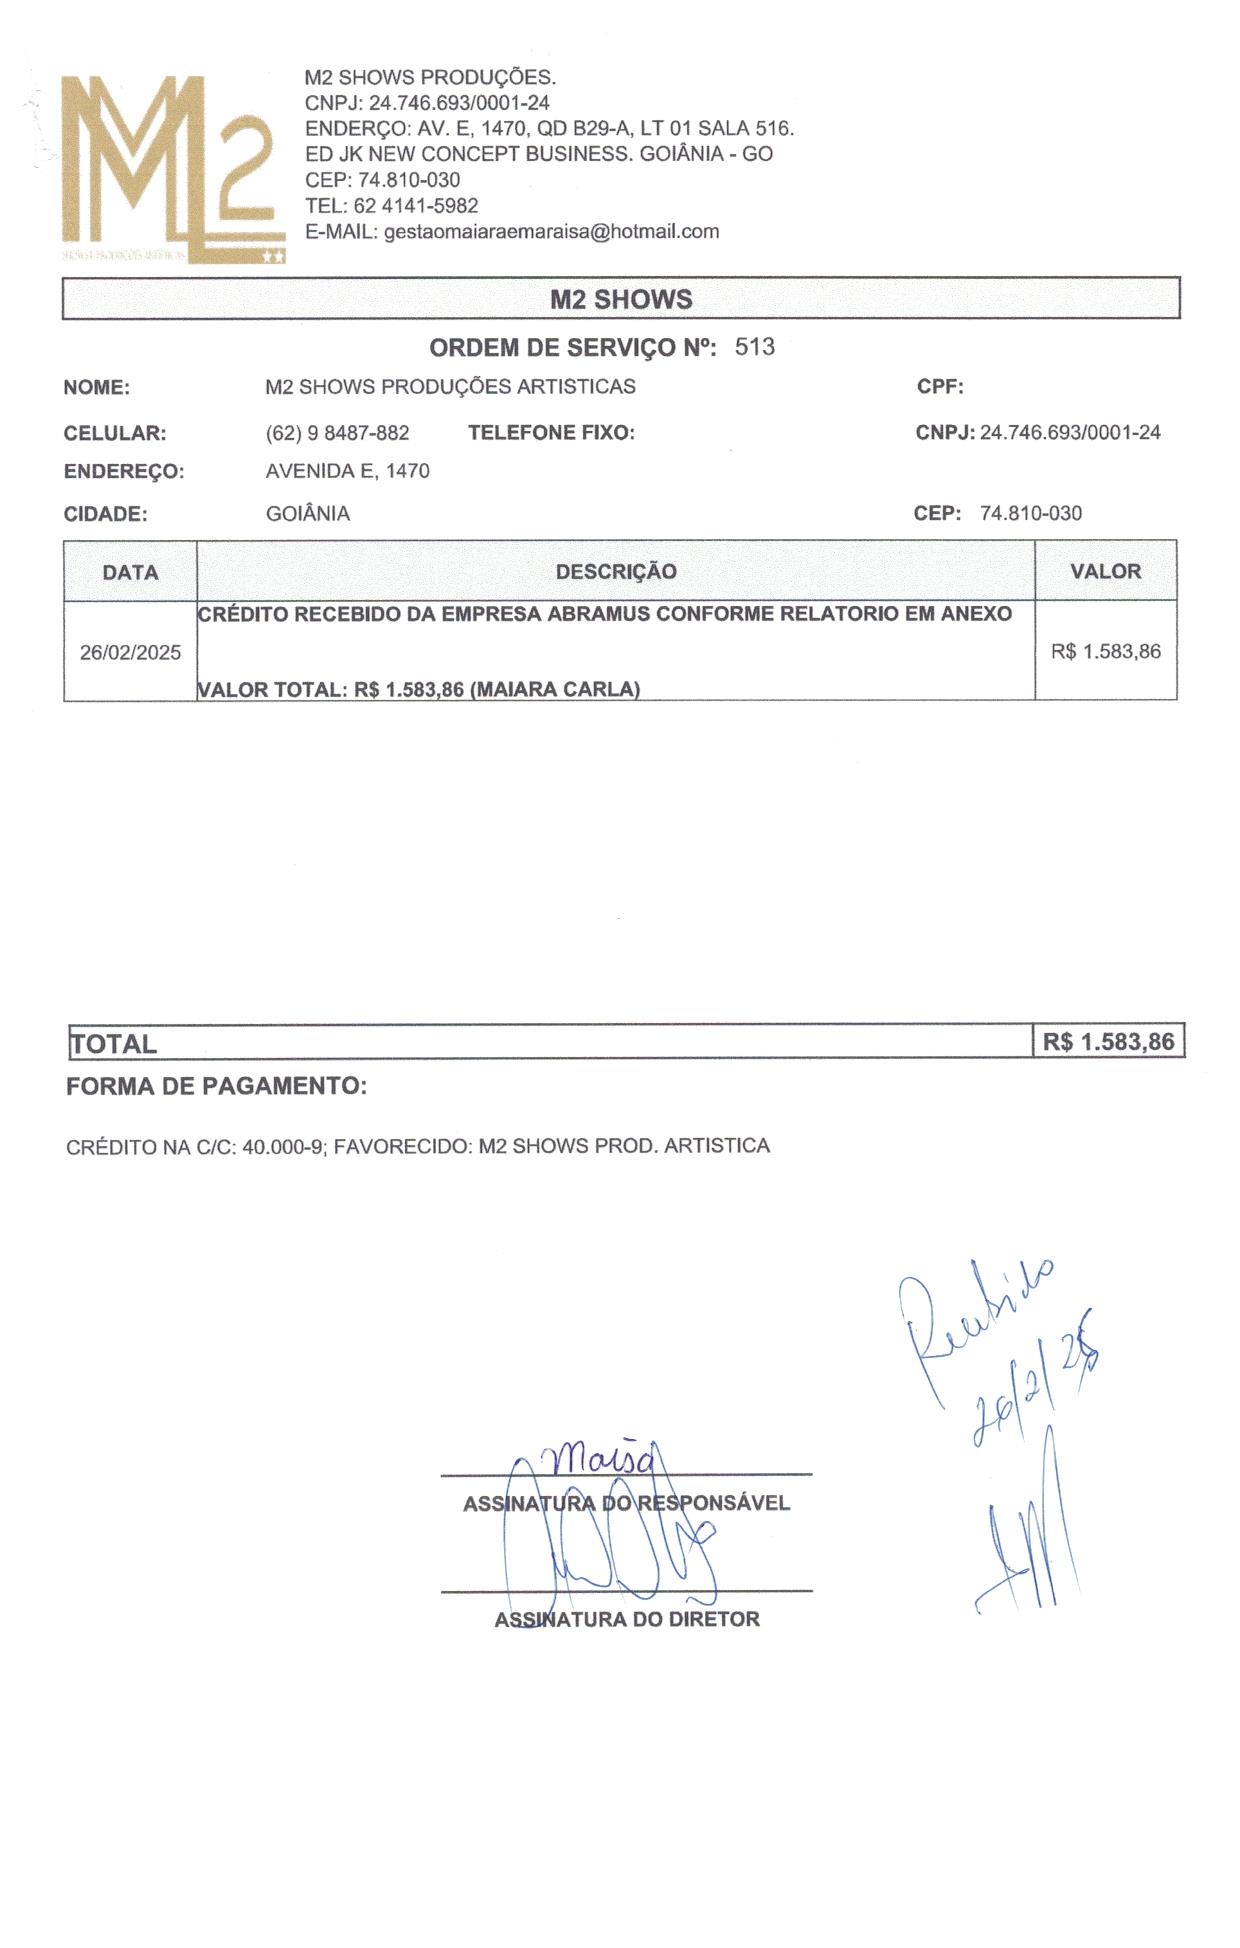 M2 SHOWS PRODUÇÕES.
CNPJ: 24.746.693/0001-24
ENDERÇO: AV. E, 1470, QD B29-A, LT 01 SALA 516.
ED JK NEW CONCEPT BUSINESS. GOIÂNIA - GO
CEP: 74.810-030
TEL: 62 4141-5982
E-MAIL: gestaomaiaraemaraisa@hotmail.com
M2
SHOWS E PRODUÇÕES ARTÍSTICAS
M2 SHOWS
ORDEM DE SERVIÇO Nº: 513
NOME: M2 SHOWS PRODUÇÕES ARTISTICAS CPF:
CELULAR: (62) 9 8487-882 TELEFONE FIXO: CNPJ: 24.746.693/0001-24
ENDEREÇO: AVENIDA E, 1470
CIDADE: GOIÂNIA CEP: 74.810-030
DATA DESCRIÇÃO VALOR
CRÉDITO RECEBIDO DA EMPRESA ABRAMUS CONFORME RELATORIO EM ANEXO
26/02/2025 R$ 1.583,86
VALOR TOTAL: R$ 1.583,86 (MAIARA CARLA)
TOTAL R$ 1.583,86
FORMA DE PAGAMENTO:
CRÉDITO NA C/C: 40.000-9; FAVORECIDO: M2 SHOWS PROD. ARTISTICA
Recebido
26/2/25
Maisa
ASSINATURA DO RESPONSÁVEL
ASSINATURA DO DIRETOR